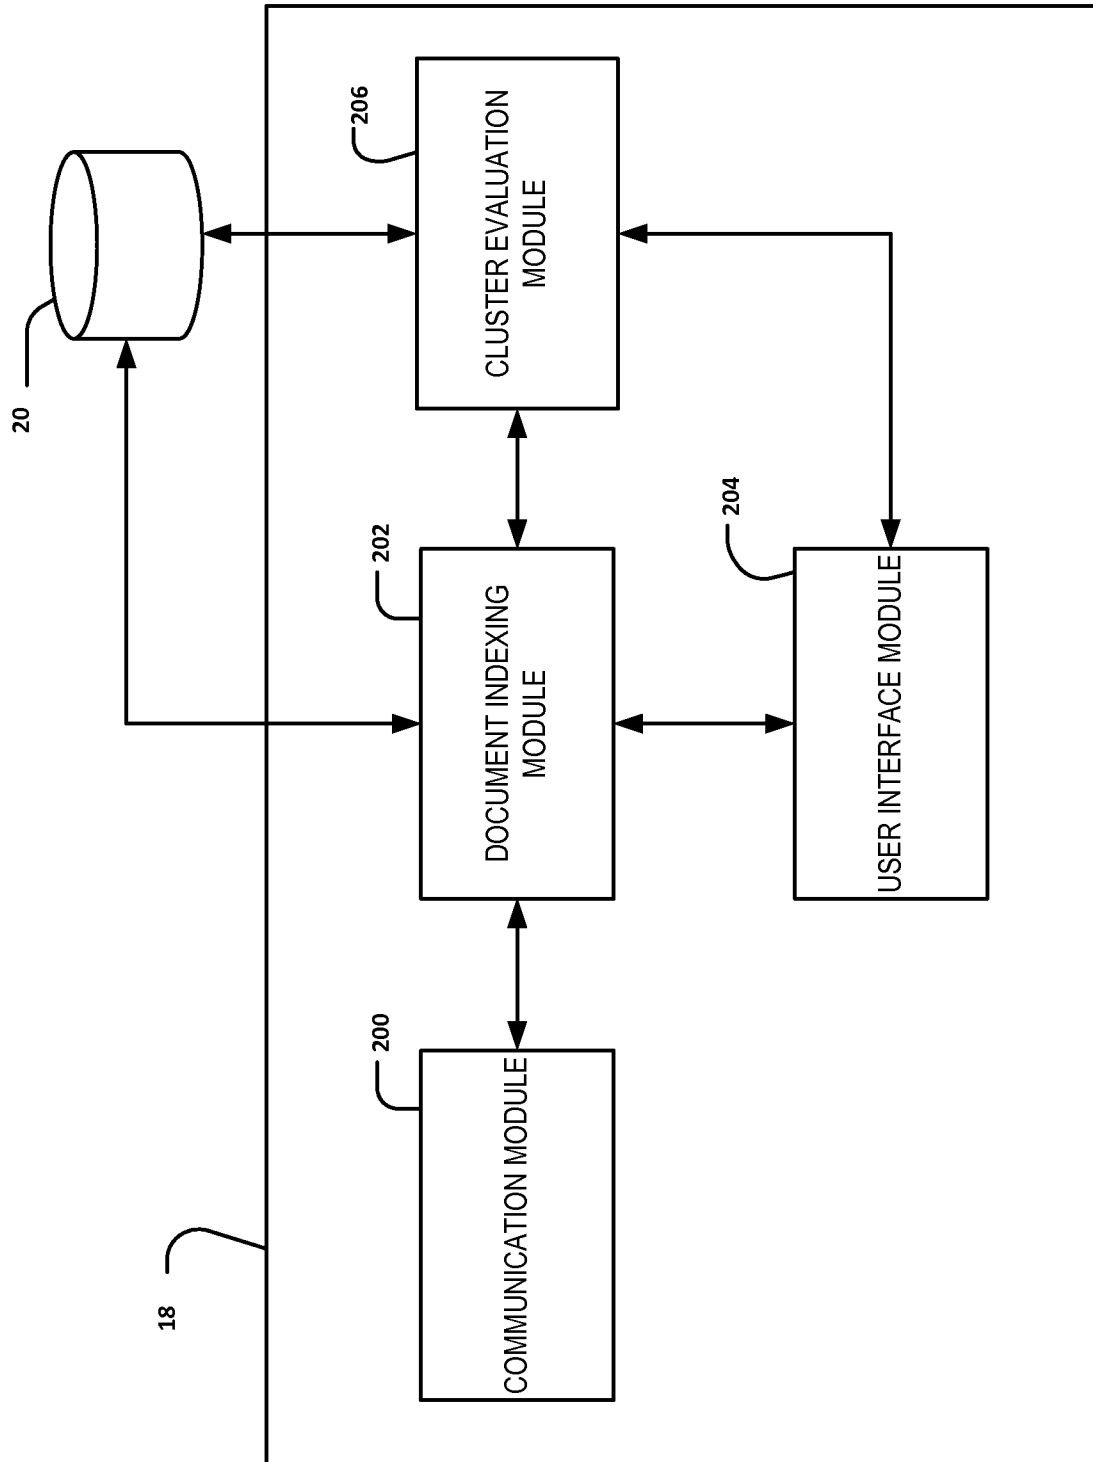 18
20
200
COMMUNICATION MODULE
202
DOCUMENT INDEXING
MODULE
206
CLUSTER EVALUATION
MODULE
204
USER INTERFACE MODULE